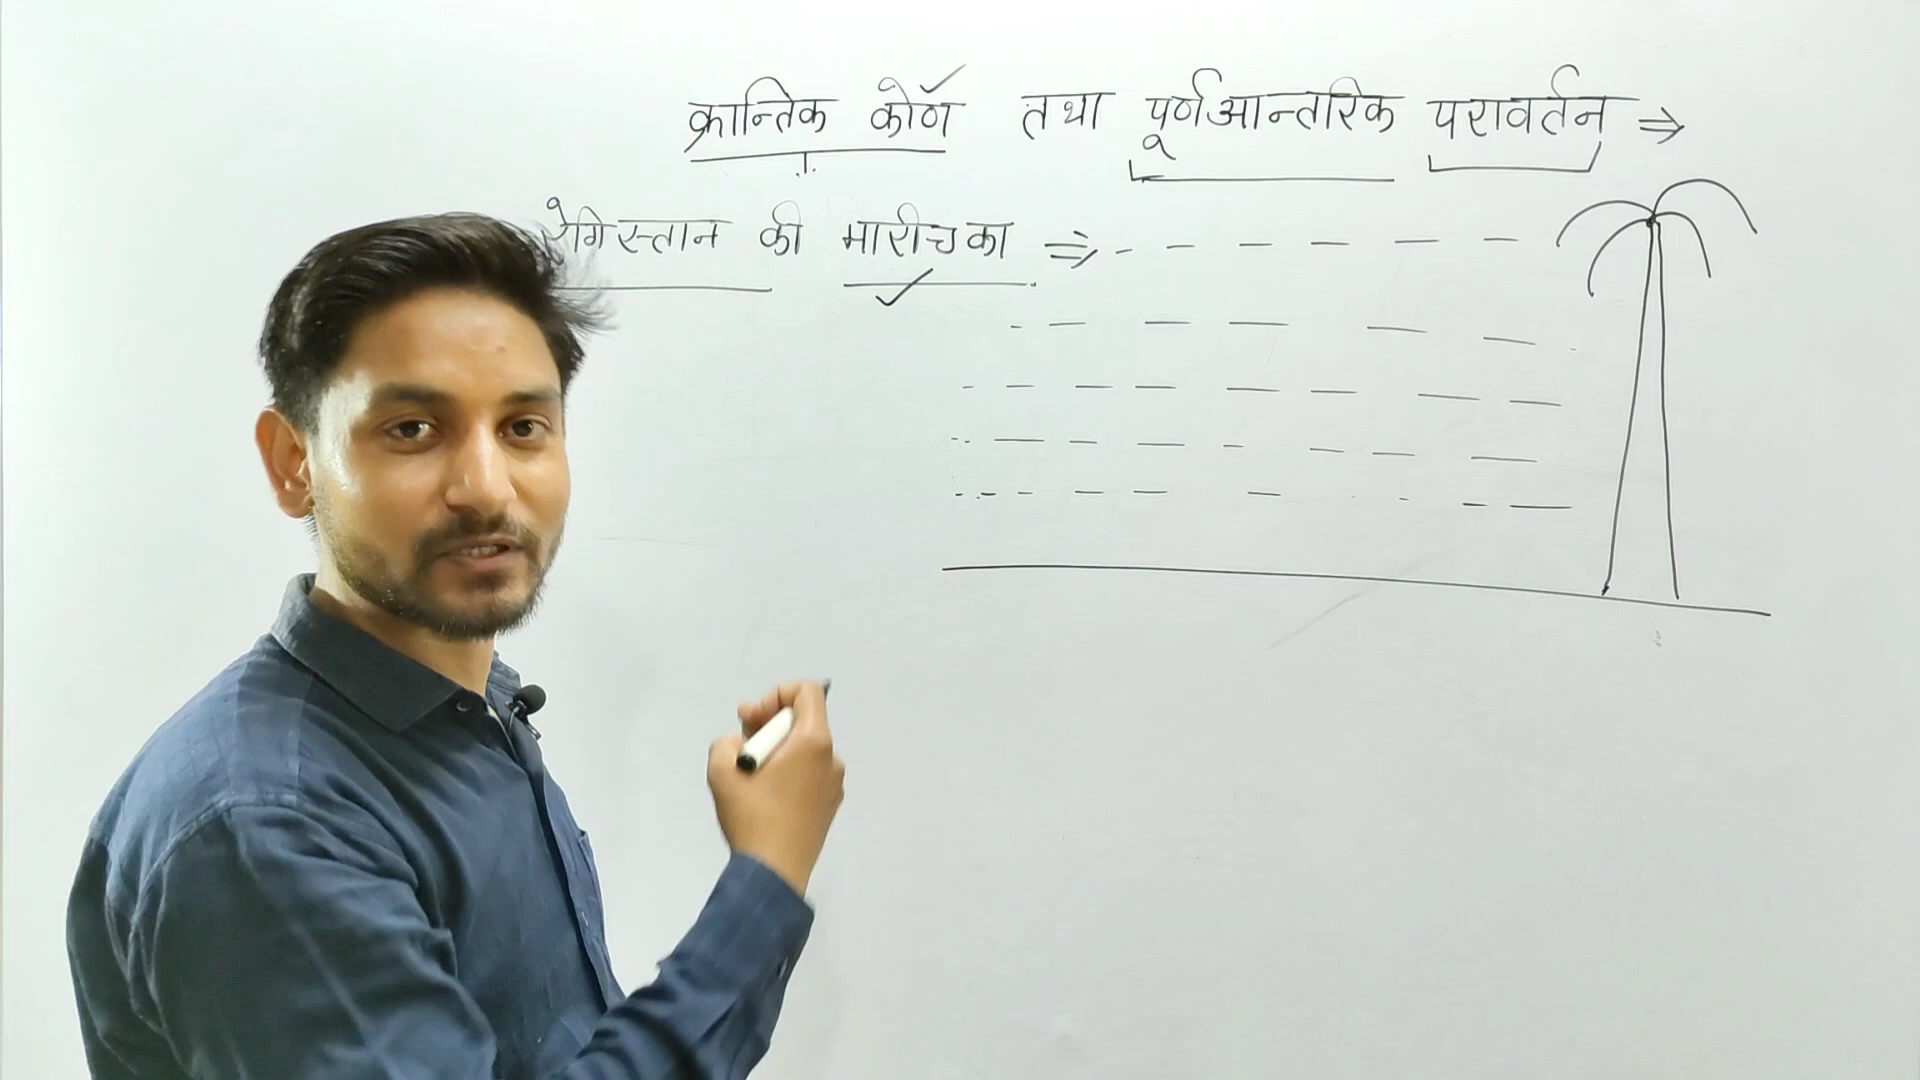 क्रान्तिक कोण तथा पूर्णआन्तरिक परावर्तन ⇒
रेगिस्तान की मारीचका ⇒